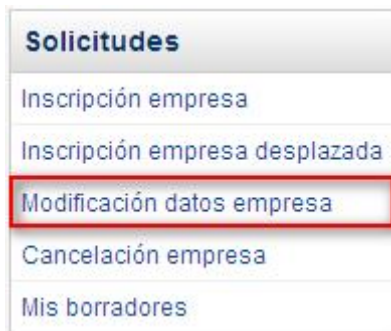 Solicitudes
Inscripción empresa
Inscripción empresa desplazada
Modificación datos empresa
Cancelación empresa
Mis borradores